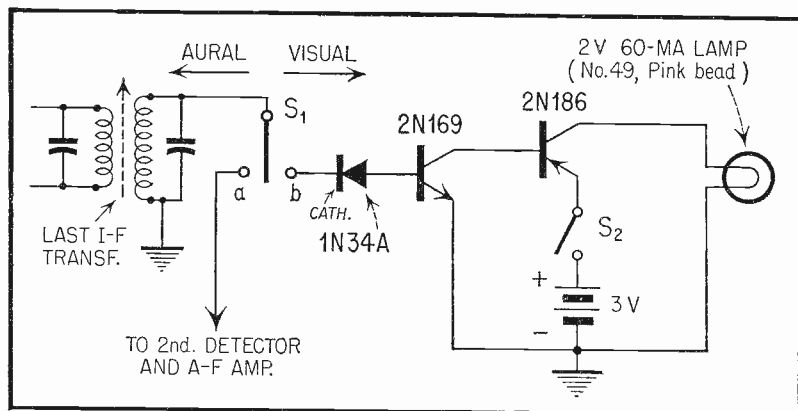 AURAL VISUAL
2V 60-MA LAMP
(No.49, Pink bead)
S1
2N169
2N186
a b
CATH.
1N34A
LAST I-F
TRANSF.
S2
+
3V
-
TO 2nd. DETECTOR
AND A-F AMP.